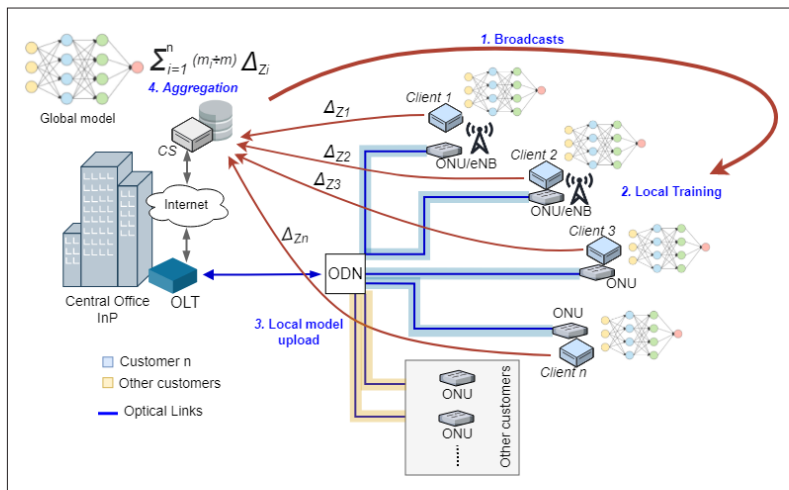 1. Broadcasts
Σⁿᵢ₌₁ (mᵢ÷m) Δzᵢ
4. Aggregation
Global model
CS
Internet
Central Office
InP
OLT
ΔZ1
ΔZ2
ΔZ3
ΔZn
Client 1
ONU/eNB
Client 2
ONU/eNB
2. Local Training
Client 3
ONU
ODN
ONU
Client n
3. Local model
upload
Customer n
Other customers
Optical Links
ONU
ONU
Other customers